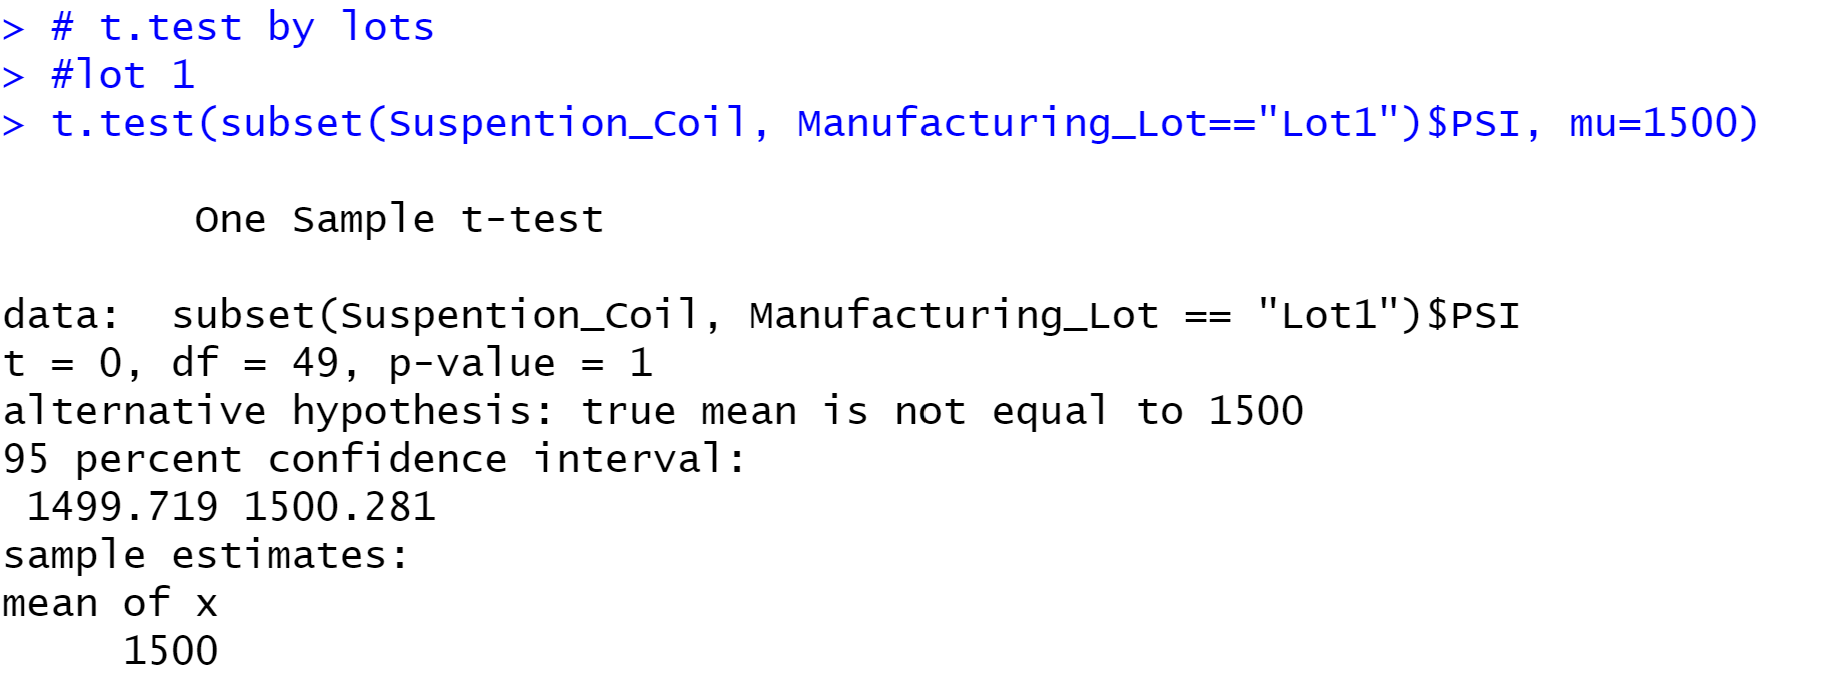 > # t.test by lots
> #lot 1
> t.test(subset(Suspention_Coil, Manufacturing_Lot=="Lot1")$PSI, mu=1500)
One Sample t-test
data:  subset(Suspention_Coil, Manufacturing_Lot == "Lot1")$PSI
t = 0, df = 49, p-value = 1
alternative hypothesis: true mean is not equal to 1500
95 percent confidence interval:
1499.719 1500.281
sample estimates:
mean of x
1500